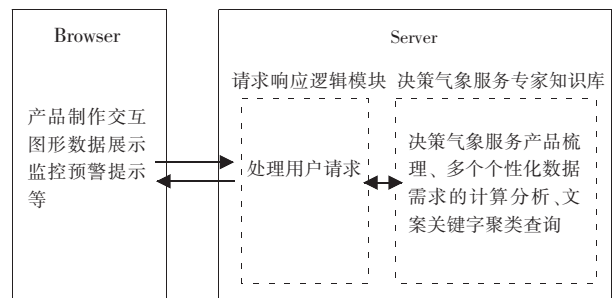 Browser
产品制作交互
图形数据展示
监控预警提示
等
Server
请求响应逻辑模块
处理用户请求
决策气象服务专家知识库
决策气象服务产品梳
理、多个个性化数据
需求的计算分析、文
案关键字聚类查询